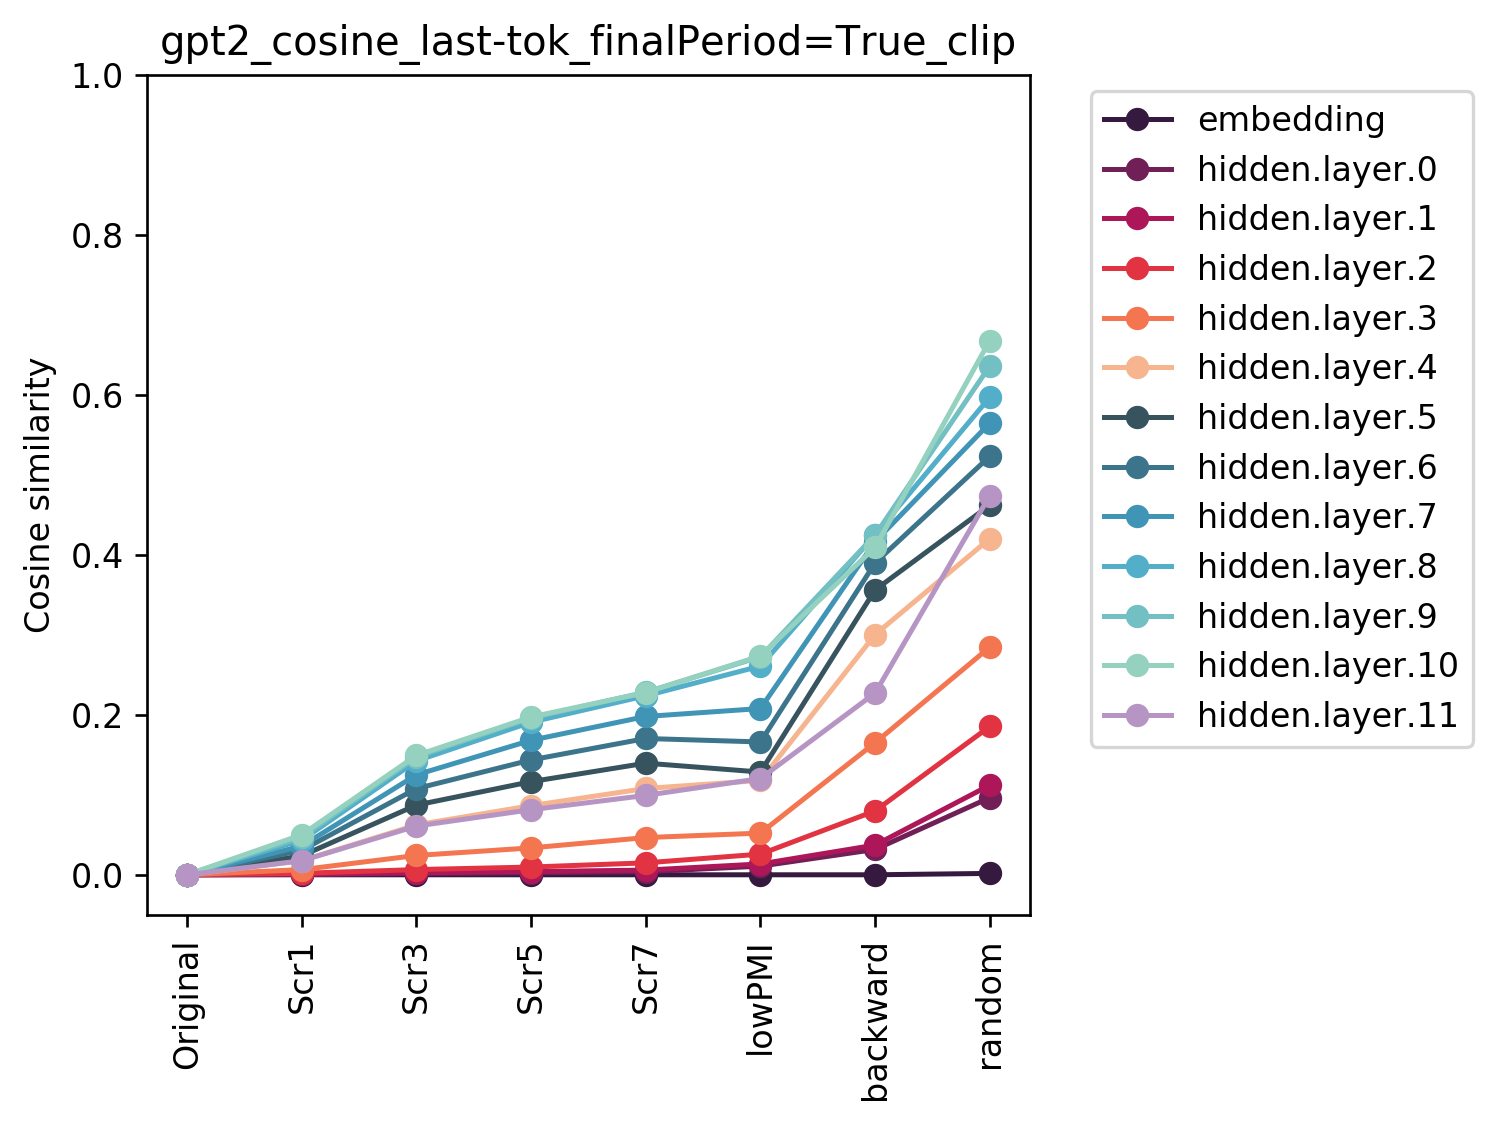 gpt2_cosine_last-tok_finalPeriod=True_clip
1.0
0.8
0.6
0.4
0.2
0.0
Cosine similarity
Original
Scr1
Scr3
Scr5
Scr7
lowPMI
backward
random
embedding
hidden.layer.0
hidden.layer.1
hidden.layer.2
hidden.layer.3
hidden.layer.4
hidden.layer.5
hidden.layer.6
hidden.layer.7
hidden.layer.8
hidden.layer.9
hidden.layer.10
hidden.layer.11